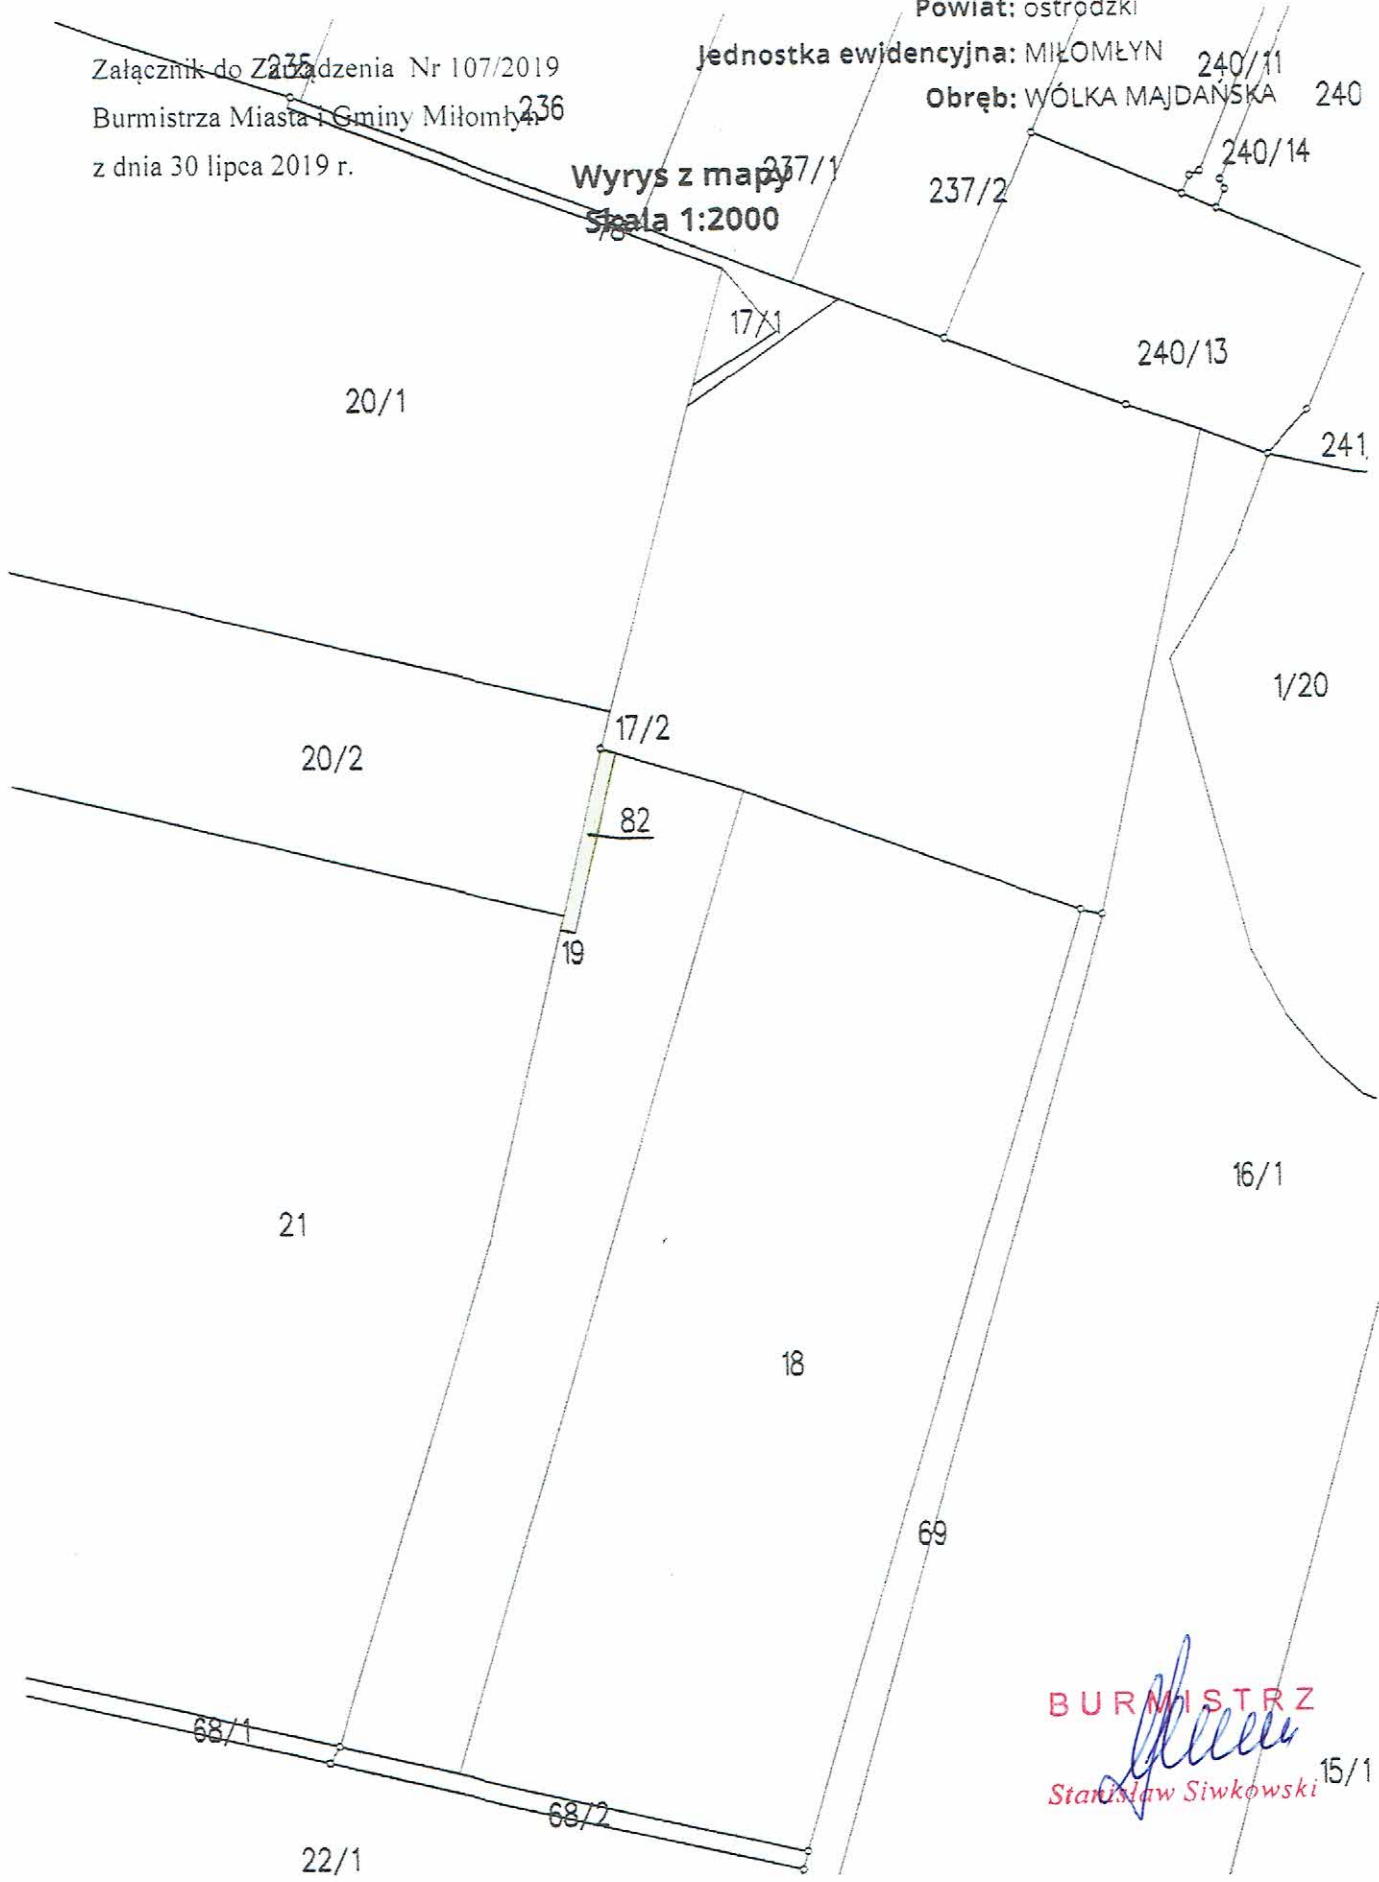 Powiat: ostródzki
Załącznik do Zarządzenia Nr 107/2019
Jednostka ewidencyjna: MIŁOMŁYN
Burmistrza Miasta i Gminy Miłomłyn
Obręb: WÓLKA MAJDAŃSKA
z dnia 30 lipca 2019 r.
Wyrys z mapy
Skala 1:2000
235
236
240/11
240
240/14
237/1
237/2
17/1
240/13
20/1
241
1/20
17/2
20/2
82
19
16/1
21
18
69
68/1
BURMISTRZ
Stanisław Siwkowski
15/1
68/2
22/1